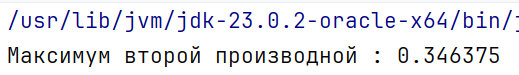 /usr/lib/jvm/jdk-23.0.2-oracle-x64/bin/
Максимум второй производной : 0.346375